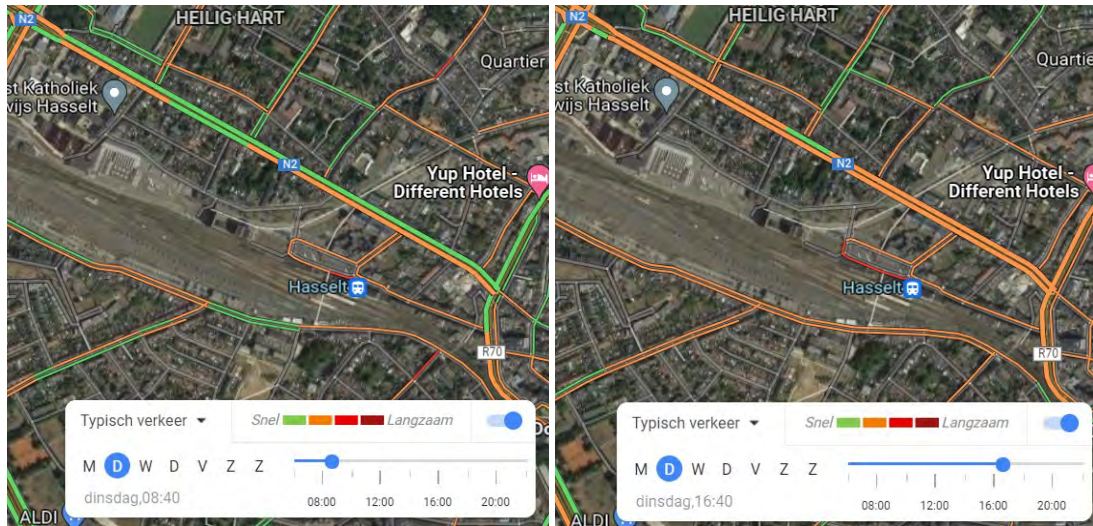 N2
HEILIG HART
Quartier
st Katholiek
wijs Hasselt
N2
Yup Hotel -
Different Hotels
Hasselt
R70
ALDI
Typisch verkeer
Snel
Langzaam
M D W D V Z Z
dinsdag,08:40
08:00 12:00 16:00 20:00
N2
HEILIG HART
Quartie
st Katholiek
wijs Hasselt
N2
Yup Hotel -
Different Hotels
Hasselt
R70
ALDI
Typisch verkeer
Snel
Langzaam
M D W D V Z Z
dinsdag,16:40
08:00 12:00 16:00 20:00